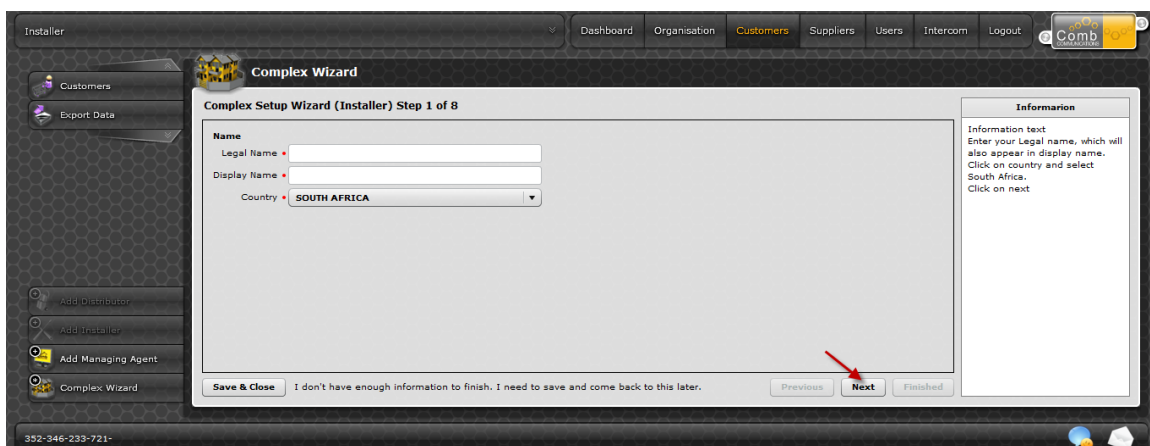 Installer
Dashboard
Organisation
Customers
Suppliers
Users
Intercom
Logout
Comb
COMMUNICATIONS
Customers
Export Data
Add Distributor
Add Installer
Add Managing Agent
Complex Wizard
Complex Wizard
Complex Setup Wizard (Installer) Step 1 of 8
Name
Legal Name
Display Name
Country
SOUTH AFRICA
Save & Close
I don't have enough information to finish. I need to save and come back to this later.
Previous
Next
Finished
Informarion
Information text
Enter your Legal name, which will
also appear in display name.
Click on country and select
South Africa.
Click on next
352-346-233-721-